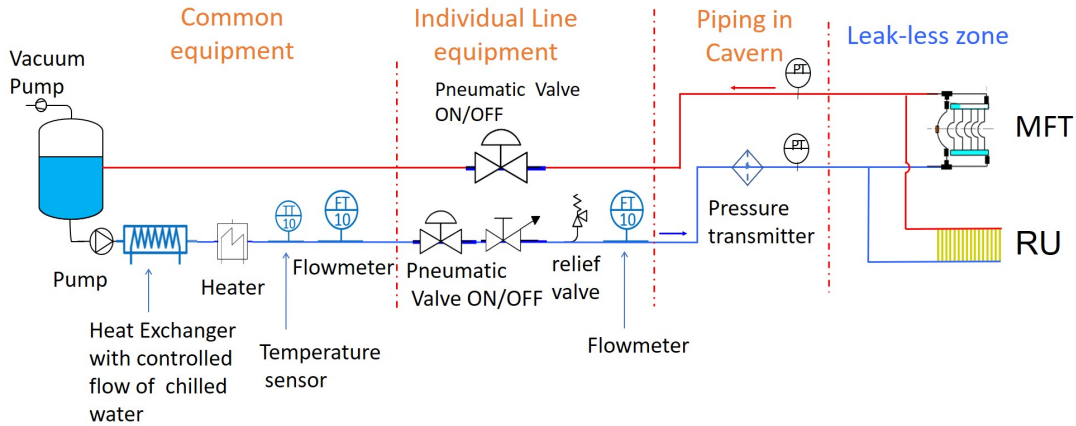 Common
equipment
Individual Line
equipment
Piping in
Cavern
Leak-less zone
Vacuum
Pump
Pneumatic Valve
ON/OFF
PT
MFT
PT
TT
10
FT
10
FT
10
Pressure
transmitter
RU
Pump
Heater
Flowmeter
Pneumatic
Valve ON/OFF
relief
valve
Heat Exchanger
with controlled
flow of chilled
water
Temperature
sensor
Flowmeter